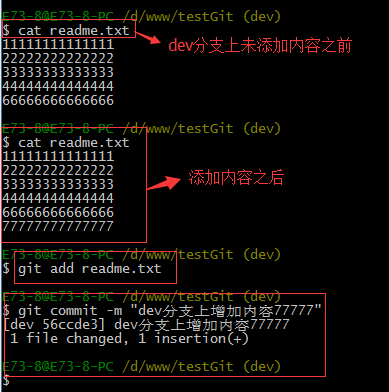 E73-8@E73-8-PC /d/www/testGit (dev)
$ cat readme.txt
dev分支上未添加内容之前
11111111111111
22222222222222
33333333333333
44444444444444
66666666666666
E73-8@E73-8-PC /d/www/testGit (dev)
$ cat readme.txt
11111111111111
22222222222222
33333333333333
44444444444444
添加内容之后
66666666666666
77777777777777
E73-8@E73-8-PC /d/www/testGit (dev)
$ git add readme.txt
E73-8@E73-8-PC /d/www/testGit (dev)
$ git commit -m "dev分支上增加内容77777"
[dev 56ccde3] dev分支上增加内容77777
1 file changed, 1 insertion(+)
E73-8@E73-8-PC /d/www/testGit (dev)
$